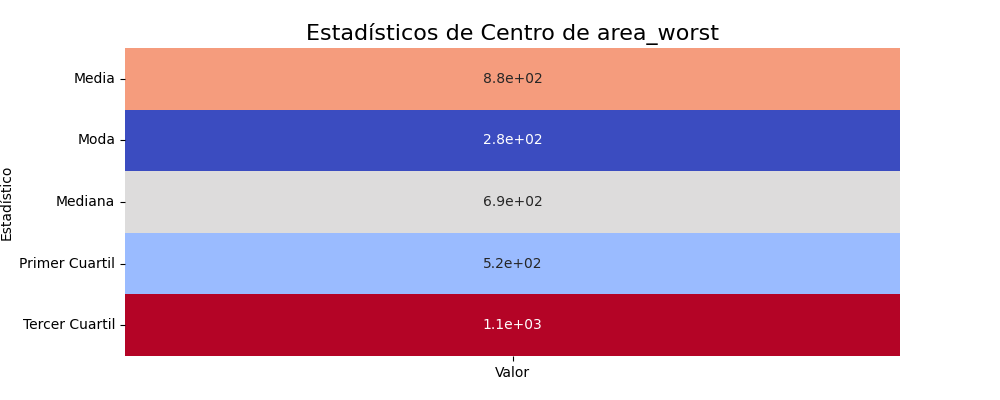 Estadísticos de Centro de area_worst
Estadístico
Media 8.8e+02
Moda 2.8e+02
Mediana 6.9e+02
Primer Cuartil 5.2e+02
Tercer Cuartil 1.1e+03
Valor